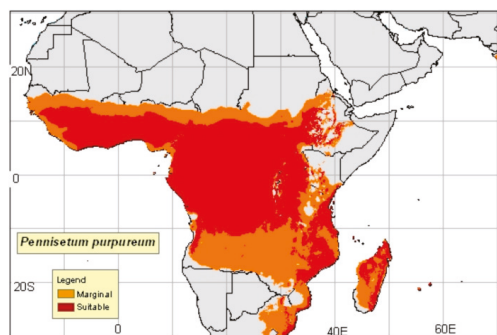 20N
0
Pennisetum purpureum
Legend
Marginal
Suitable
20S
0
40E
60E